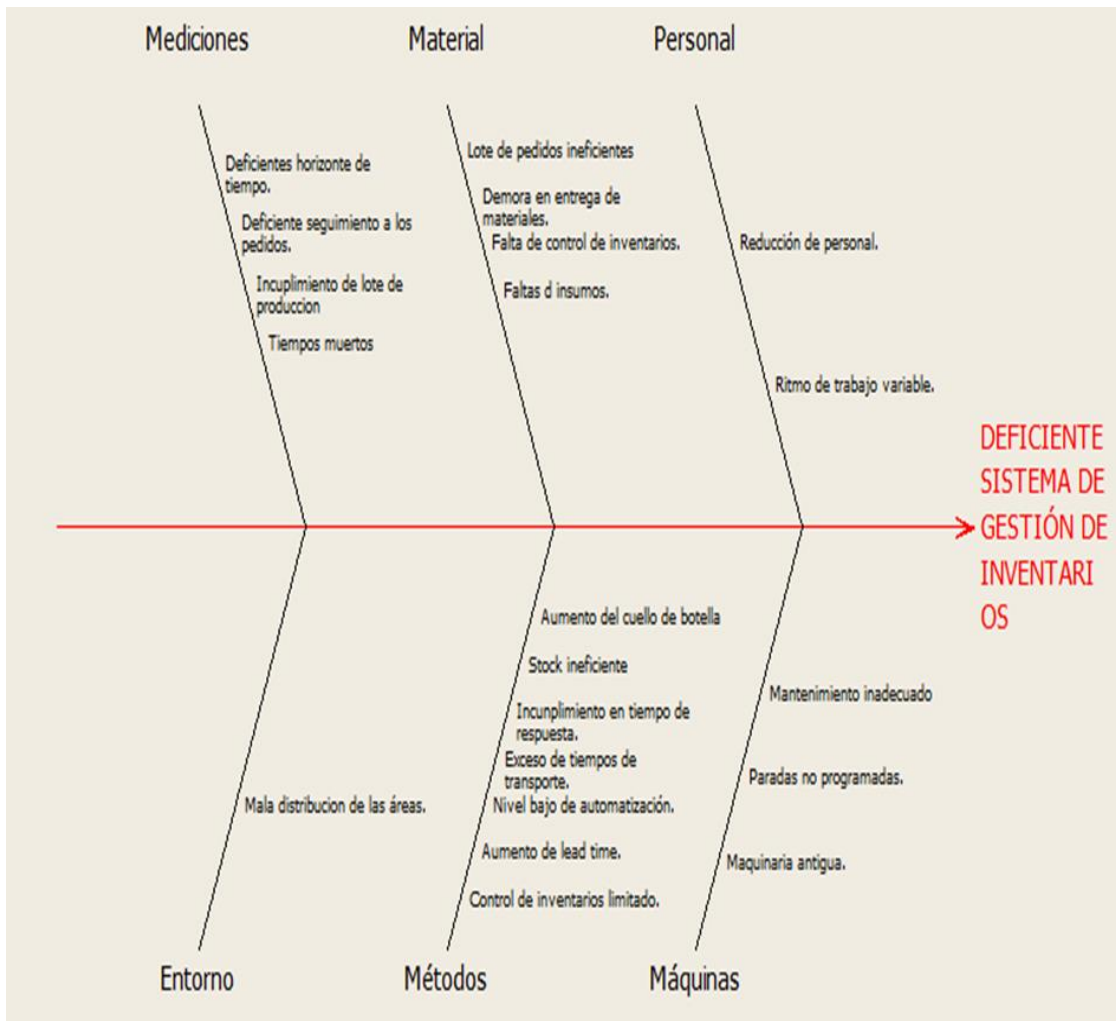 Mediciones
Material
Personal
Deficientes horizonte de
tiempo.
Deficiente seguimiento a los
pedidos.
Incuplimiento de lote de
produccion
Tiempos muertos
Lote de pedidos ineficientes
Demora en entrega de
materiales.
Falta de control de inventarios.
Faltas d insumos.
Reducción de personal.
Ritmo de trabajo variable.
DEFICIENTE
SISTEMA DE
GESTIÓN DE
INVENTARI
OS
Mala distribucion de las áreas.
Aumento del cuello de botella
Stock ineficiente
Incunplimiento en tiempo de
respuesta.
Exceso de tiempos de
transporte.
Nivel bajo de automatización.
Aumento de lead time.
Control de inventarios limitado.
Mantenimiento inadecuado
Paradas no programadas.
Maquinaria antigua.
Entorno
Métodos
Máquinas